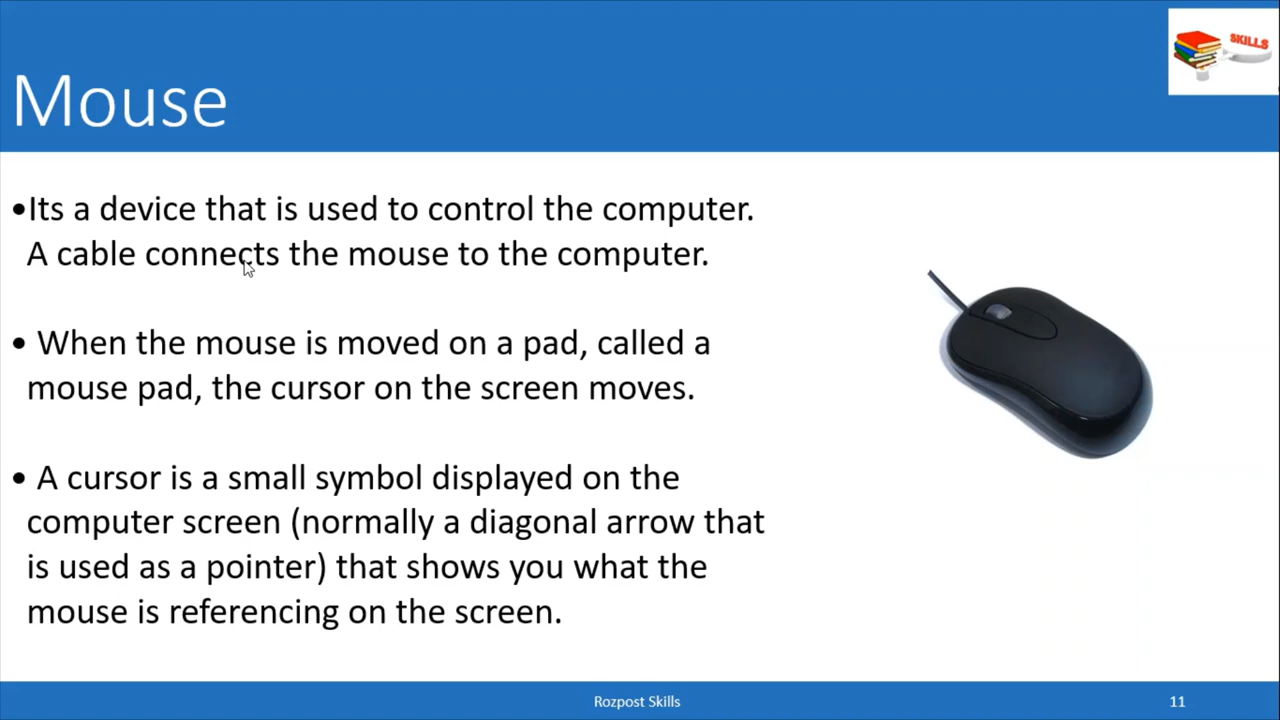 SKILLS
Mouse
•Its a device that is used to control the computer.
A cable connects the mouse to the computer.
• When the mouse is moved on a pad, called a
mouse pad, the cursor on the screen moves.
• A cursor is a small symbol displayed on the
computer screen (normally a diagonal arrow that
is used as a pointer) that shows you what the
mouse is referencing on the screen.
Rozpost Skills
11